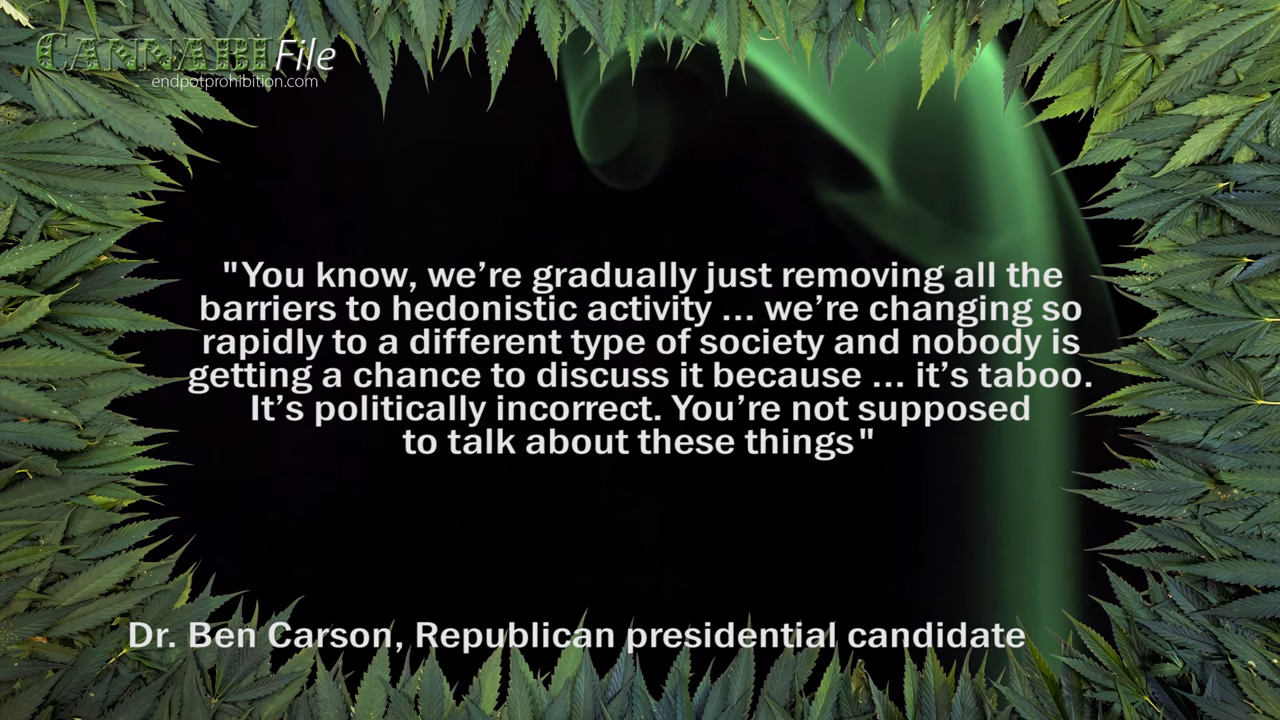 CANNABIFile
endpotprohibition.com
"You know, we’re gradually just removing all the
barriers to hedonistic activity ... we’re changing so
rapidly to a different type of society and nobody is
getting a chance to discuss it because ... it’s taboo.
It’s politically incorrect. You’re not supposed
to talk about these things"
Dr. Ben Carson, Republican presidential candidate